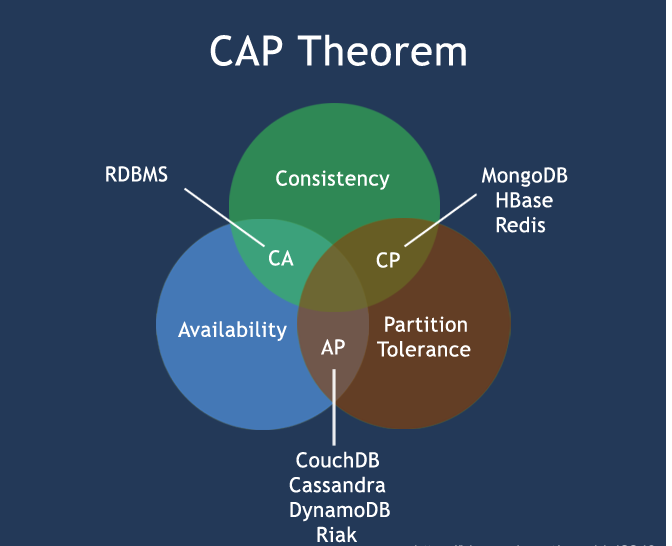 CAP Theorem
Consistency
RDBMS
MongoDB
HBase
Redis
CA
CP
Availability
Partition
Tolerance
AP
CouchDB
Cassandra
DynamoDB
Riak